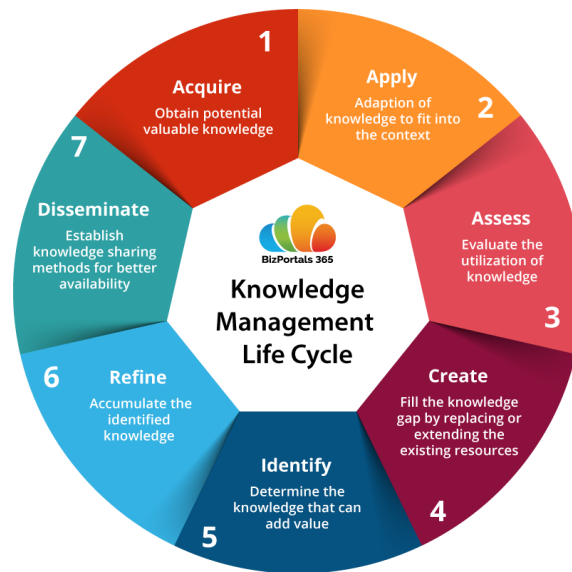 1
Acquire
Obtain potential
valuable knowledge
Apply
Adaption of
knowledge to fit into
the context
2
Assess
Evaluate the
utilization of
knowledge
3
Create
Fill the knowledge
gap by replacing or
extending the
existing resources
4
Identify
Determine the
knowledge that can
add value
5
6
Refine
Accumulate the
identified
knowledge
7
Disseminate
Establish
knowledge sharing
methods for better
availability
BizPortals 365
Knowledge
Management
Life Cycle